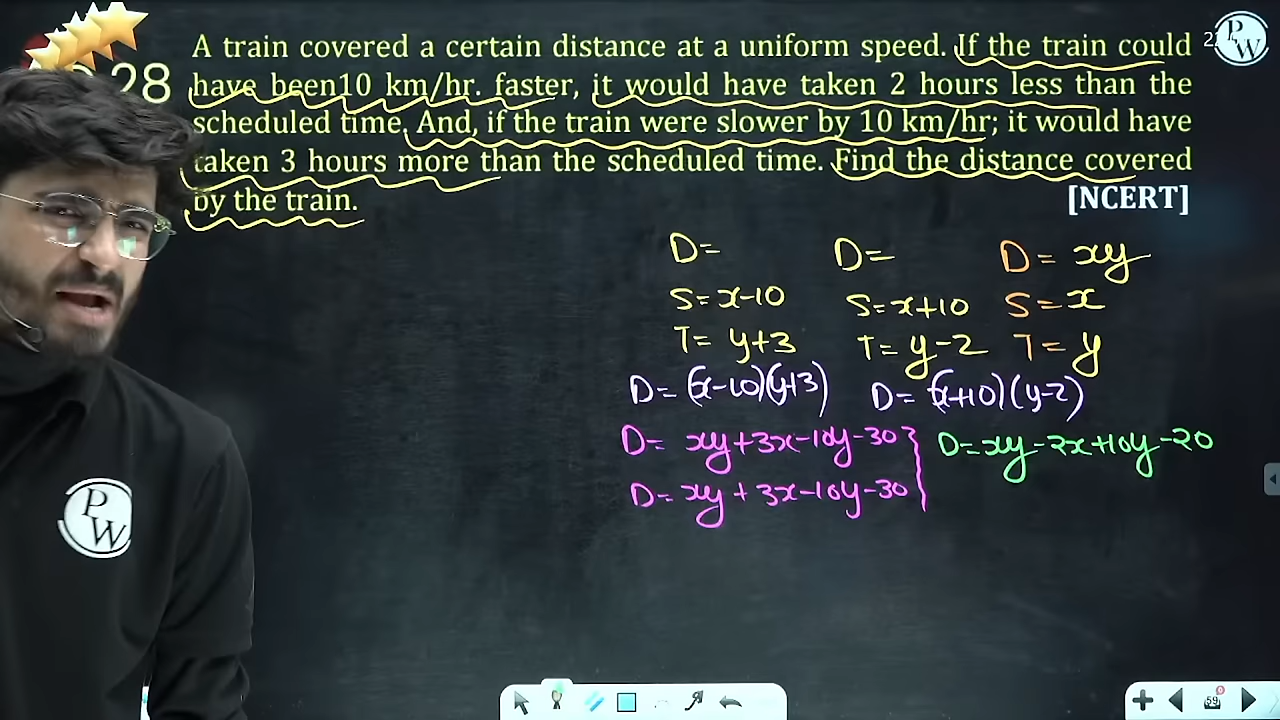 28
A train covered a certain distance at a uniform speed. If the train could
have been10 km/hr. faster, it would have taken 2 hours less than the
scheduled time. And, if the train were slower by 10 km/hr; it would have
taken 3 hours more than the scheduled time. Find the distance covered
by the train.
[NCERT]
2
PW
D= D= D= xy
S=x-10 S=x+10 S=x
T= y+3 T= y-2 T= y
D= (x-10)(y+3) D= (x+10)(y-2)
D= xy+3x-10y-30 D=xy-2x+10y-20
D= xy+3x-10y-30
PW
59